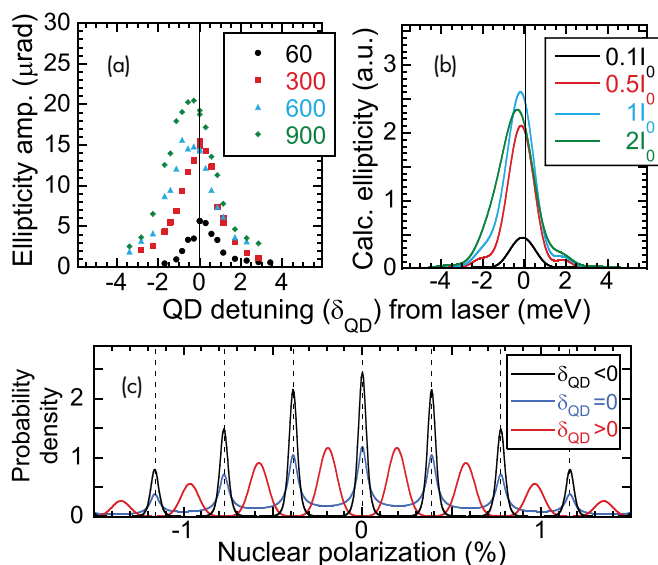 Ellipticity amp. (μrad)
30
25
20
15
10
5
0
(a)
60
300
600
900
-4 -2 0 2 4
Calc. ellipticity (a.u.)
3
2
1
0
(b)
0.1I₀
0.5I₀
1I₀
2I₀
-4 -2 0 2 4
QD detuning (δQD) from laser (meV)
Probability
density
2
1
0
(c)
δQD <0
δQD =0
δQD >0
-1 0 1
Nuclear polarization (%)